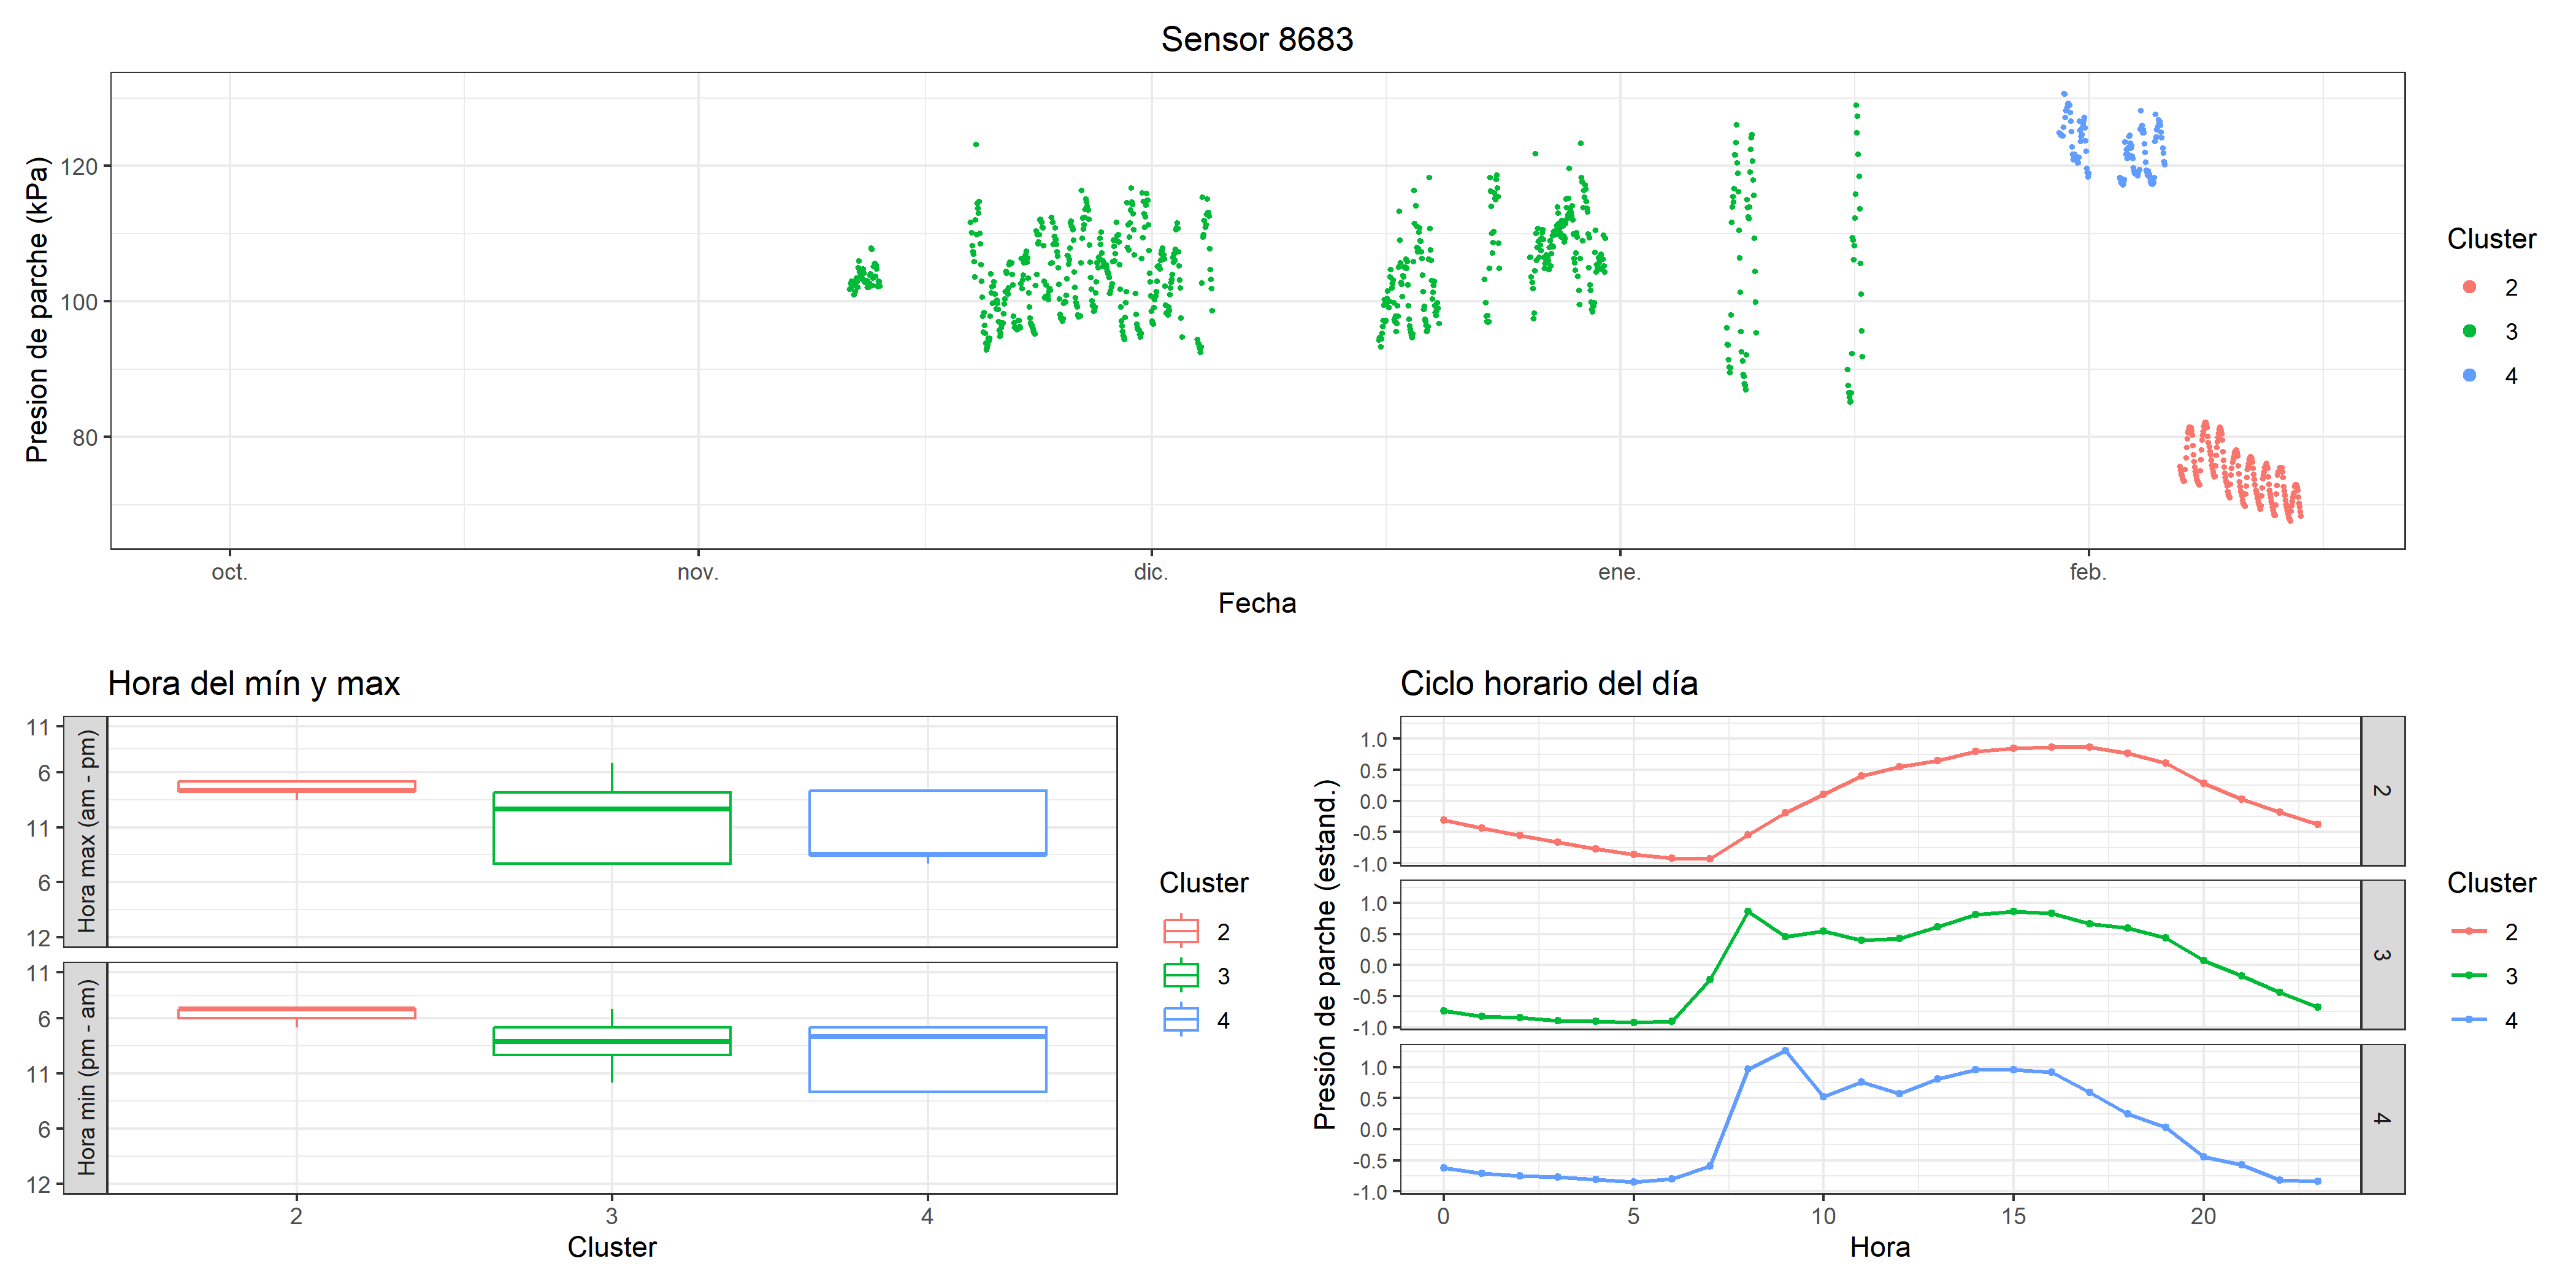 Sensor 8683
Presion de parche (kPa)
120
100
80
oct. nov. dic. ene. feb.
Fecha
Cluster
2
3
4
Hora del mín y max
Hora max (am - pm)
11
6
11
6
12
Hora min (pm - am)
11
6
11
6
12
2 3 4
Cluster
Cluster
2
3
4
Ciclo horario del día
Presión de parche (estand.)
1.0
0.5
0.0
-0.5
-1.0
2
1.0
0.5
0.0
-0.5
-1.0
3
1.0
0.5
0.0
-0.5
-1.0
4
0 5 10 15 20
Hora
Cluster
2
3
4